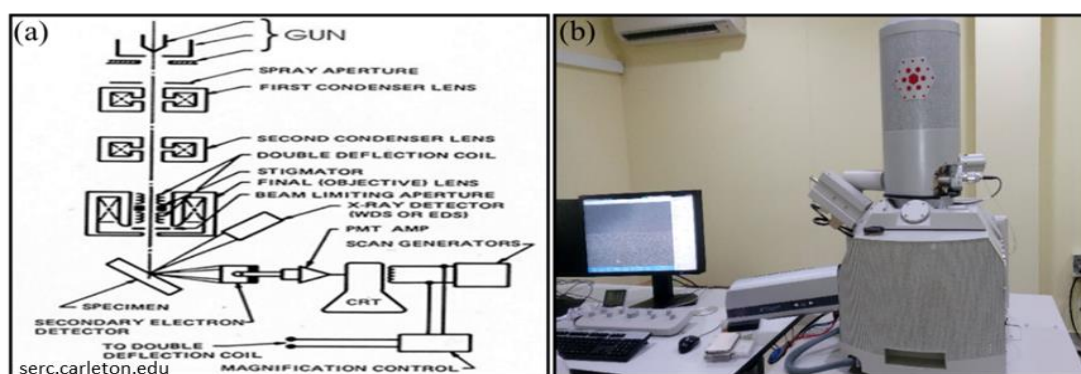 (a)
GUN
SPRAY APERTURE
FIRST CONDENSER LENS
SECOND CONDENSER LENS
DOUBLE DEFLECTION COIL
STIGMATOR
FINAL (OBJECTIVE) LENS
BEAM LIMITING APERTURE
X-RAY DETECTOR
(WDS OR EDS)
PMT AMP
SCAN GENERATORS
CRT
SPECIMEN
SECONDARY ELECTRON
DETECTOR
TO DOUBLE
DEFLECTION COIL
MAGNIFICATION CONTROL
serc.carleton.edu
(b)